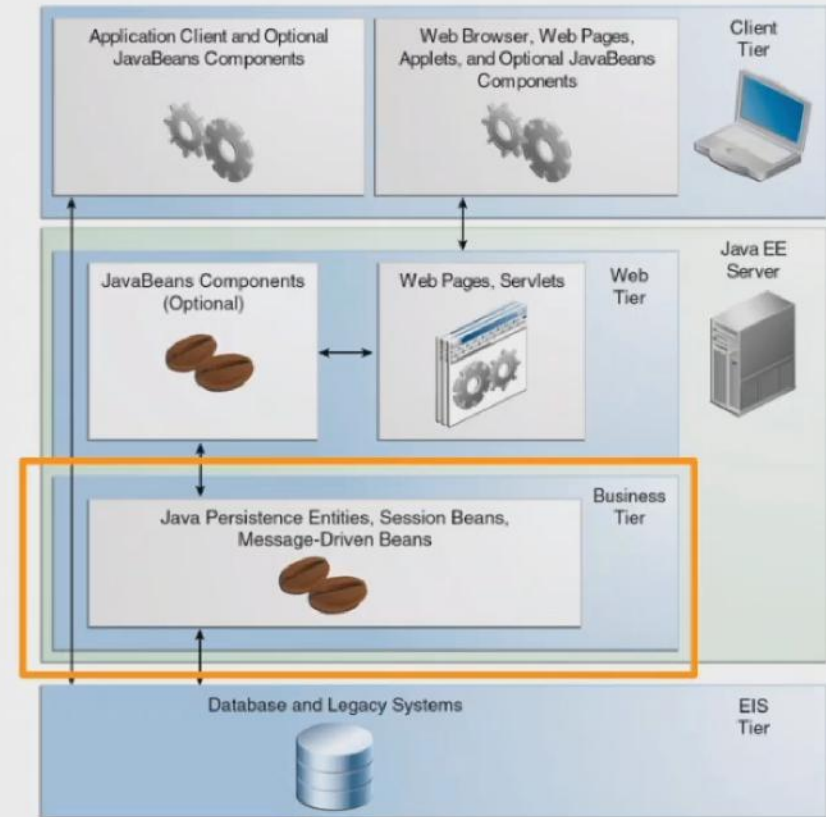 Application Client and Optional
JavaBeans Components
Web Browser, Web Pages,
Applets, and Optional JavaBeans
Components
Client
Tier
JavaBeans Components
(Optional)
Web Pages, Servlets
Web
Tier
Java EE
Server
Java Persistence Entities, Session Beans,
Message-Driven Beans
Business
Tier
Database and Legacy Systems
EIS
Tier